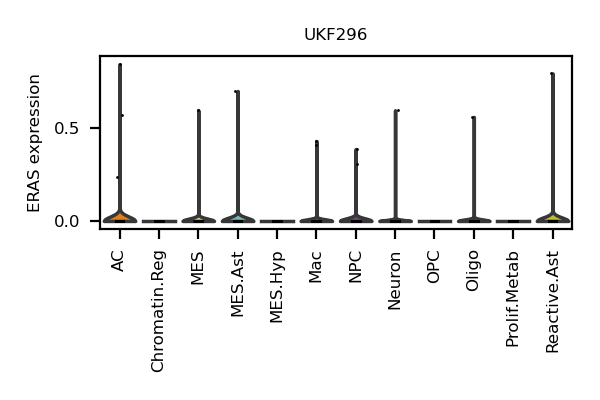 UKF296
ERAS expression
0.5
0.0
AC
Chromatin.Reg
MES
MES.Ast
MES.Hyp
Mac
NPC
Neuron
OPC
Oligo
Prolif.Metab
Reactive.Ast